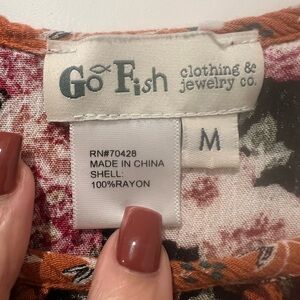 Go Fish clothing &
jewelry co.
M
RN#70428
MADE IN CHINA
SHELL:
100%RAYON